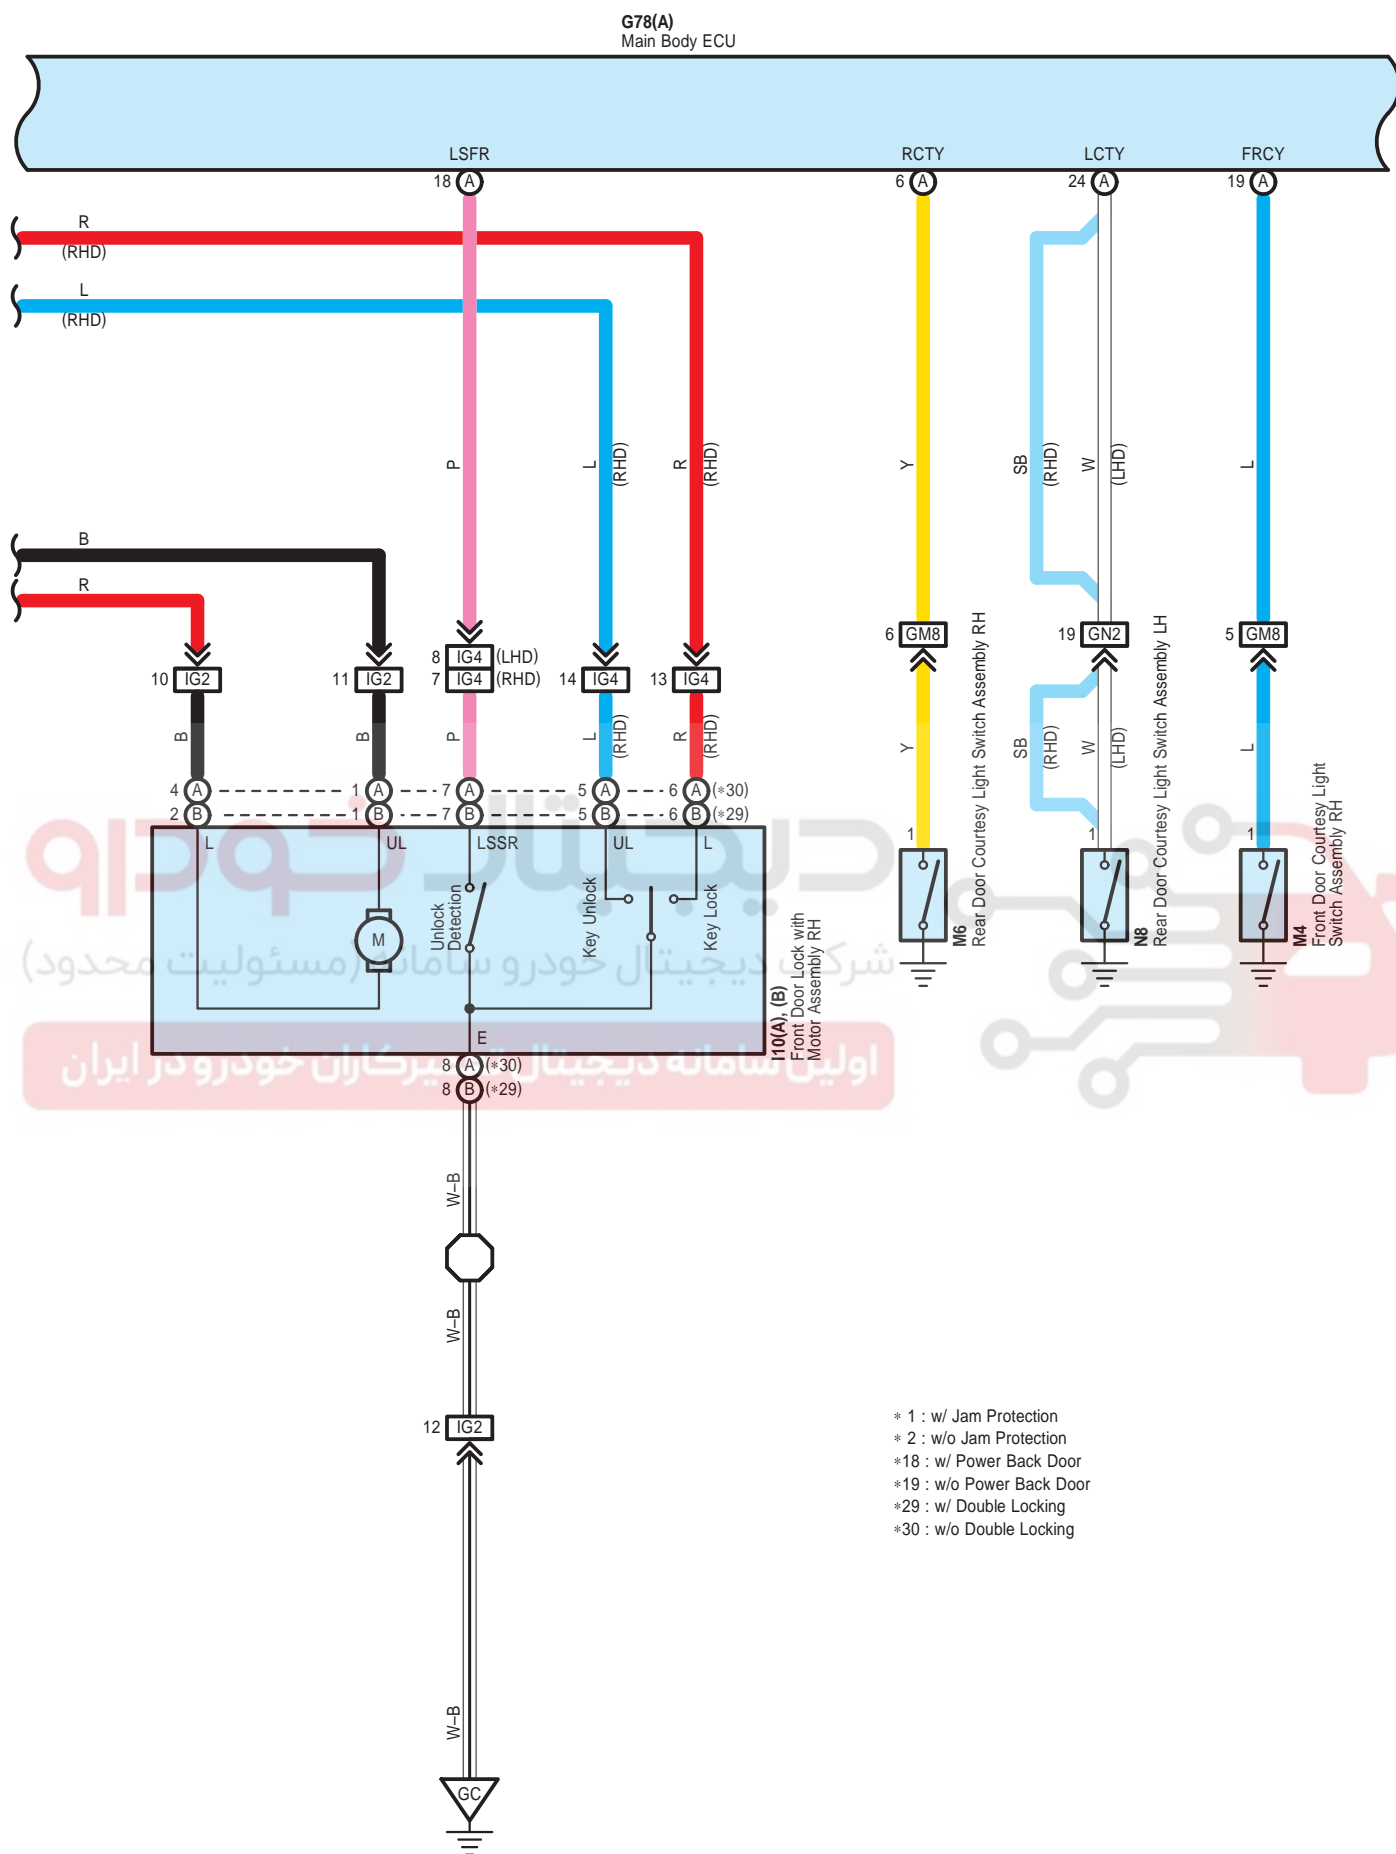 G78(A)
Main Body ECU
LSFR
RCTY
LCTY
FRCY
18 A
6 A
24 A
19 A
R
(RHD)
L
(RHD)
P
L
(RHD)
R
(RHD)
Y
SB
(RHD)
W
(LHD)
L
B
R
8 IG4 (LHD)
7 IG4 (RHD)
10 IG2
11 IG2
14 IG4
13 IG4
6 GM8
19 GN2
5 GM8
B
B
P
L
(RHD)
R
(RHD)
Y
SB
(RHD)
W
(LHD)
L
4 A
1 A
7 A
5 A
6 A (*30)
2 B
1 B
7 B
5 B
6 B (*29)
L
UL
LSSR
UL
L
M
Unlock
Detection
Key Unlock
Key Lock
E
I10(A), (B)
Front Door Lock with
Motor Assembly RH
1
M6
Rear Door Courtesy Light Switch Assembly RH
1
N8
Rear Door Courtesy Light Switch Assembly LH
1
M4
Front Door Courtesy Light
Switch Assembly RH
دیجیتال خودرو
شرکت دیجیتال خودرو سامانه (مسئولیت محدود)
اولین سامانه دیجیتال تعمیرکاران خودرو در ایران
8 A (*30)
8 B (*29)
W–B
W–B
12 IG2
W–B
GC
* 1 : w/ Jam Protection
* 2 : w/o Jam Protection
*18 : w/ Power Back Door
*19 : w/o Power Back Door
*29 : w/ Double Locking
*30 : w/o Double Locking